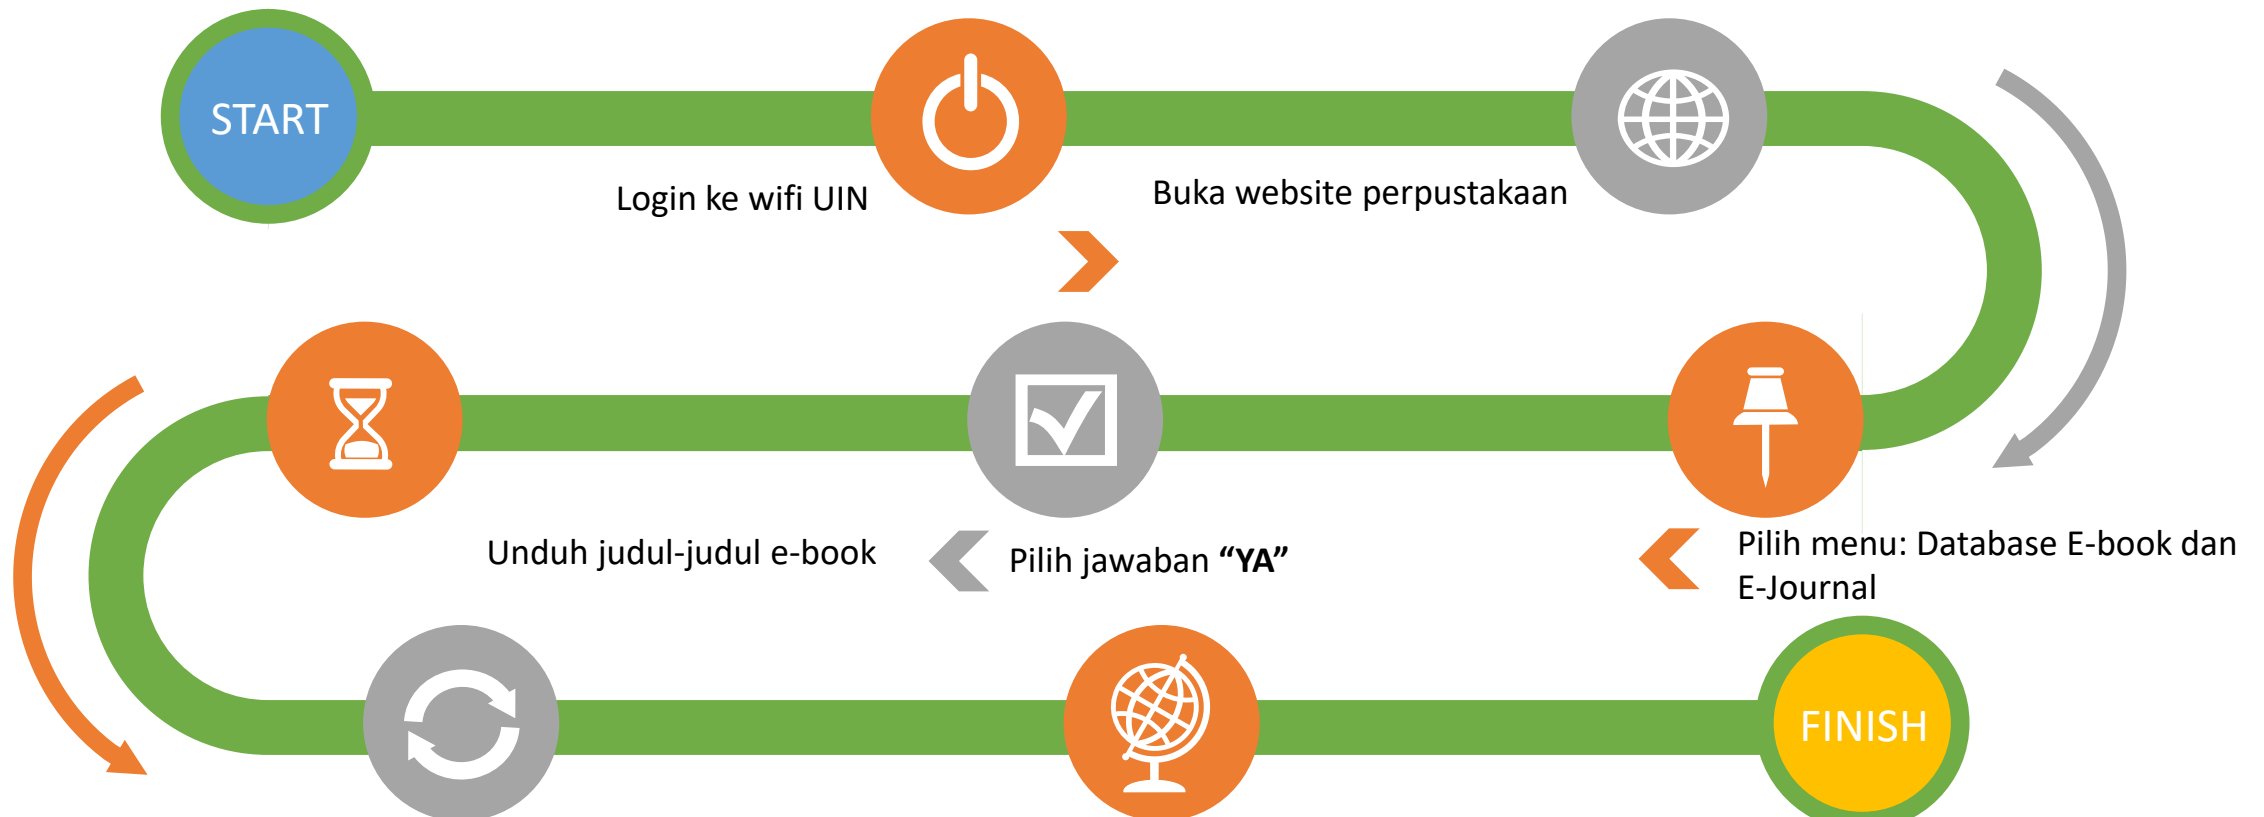 START
Login ke wifi UIN
Buka website perpustakaan
Pilih menu: Database E-book dan
E-Journal
Pilih jawaban “YA”
Unduh judul-judul e-book
FINISH